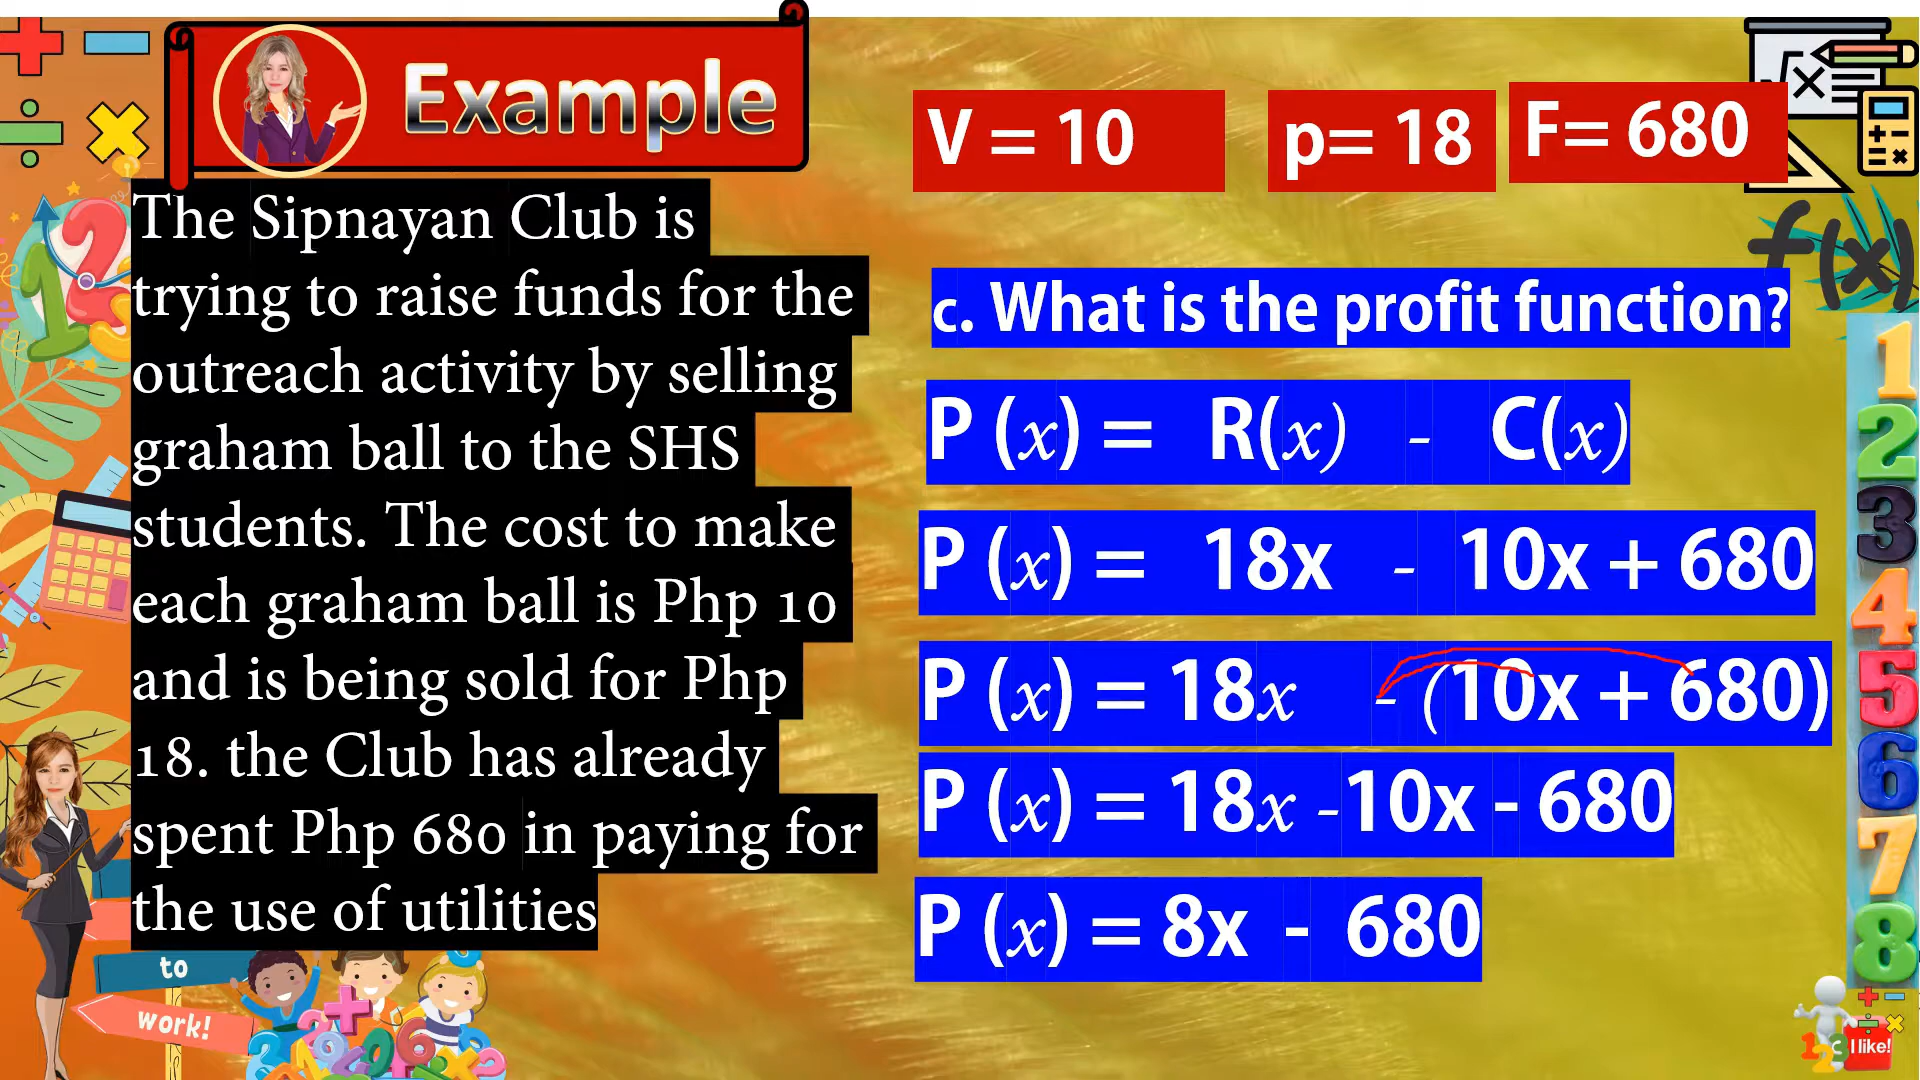 Example
V = 10
p= 18
F= 680
The Sipnayan Club is
trying to raise funds for the
outreach activity by selling
graham ball to the SHS
students. The cost to make
each graham ball is Php 10
and is being sold for Php
18. the Club has already
spent Php 680 in paying for
the use of utilities
c. What is the profit function?
P (x) = R(x) - C(x)
P (x) = 18x - 10x + 680
P (x) = 18x - (10x + 680)
P (x) = 18x -10x - 680
P (x) = 8x - 680
f(x)
1
2
3
4
5
6
7
8
to
work!
I like!